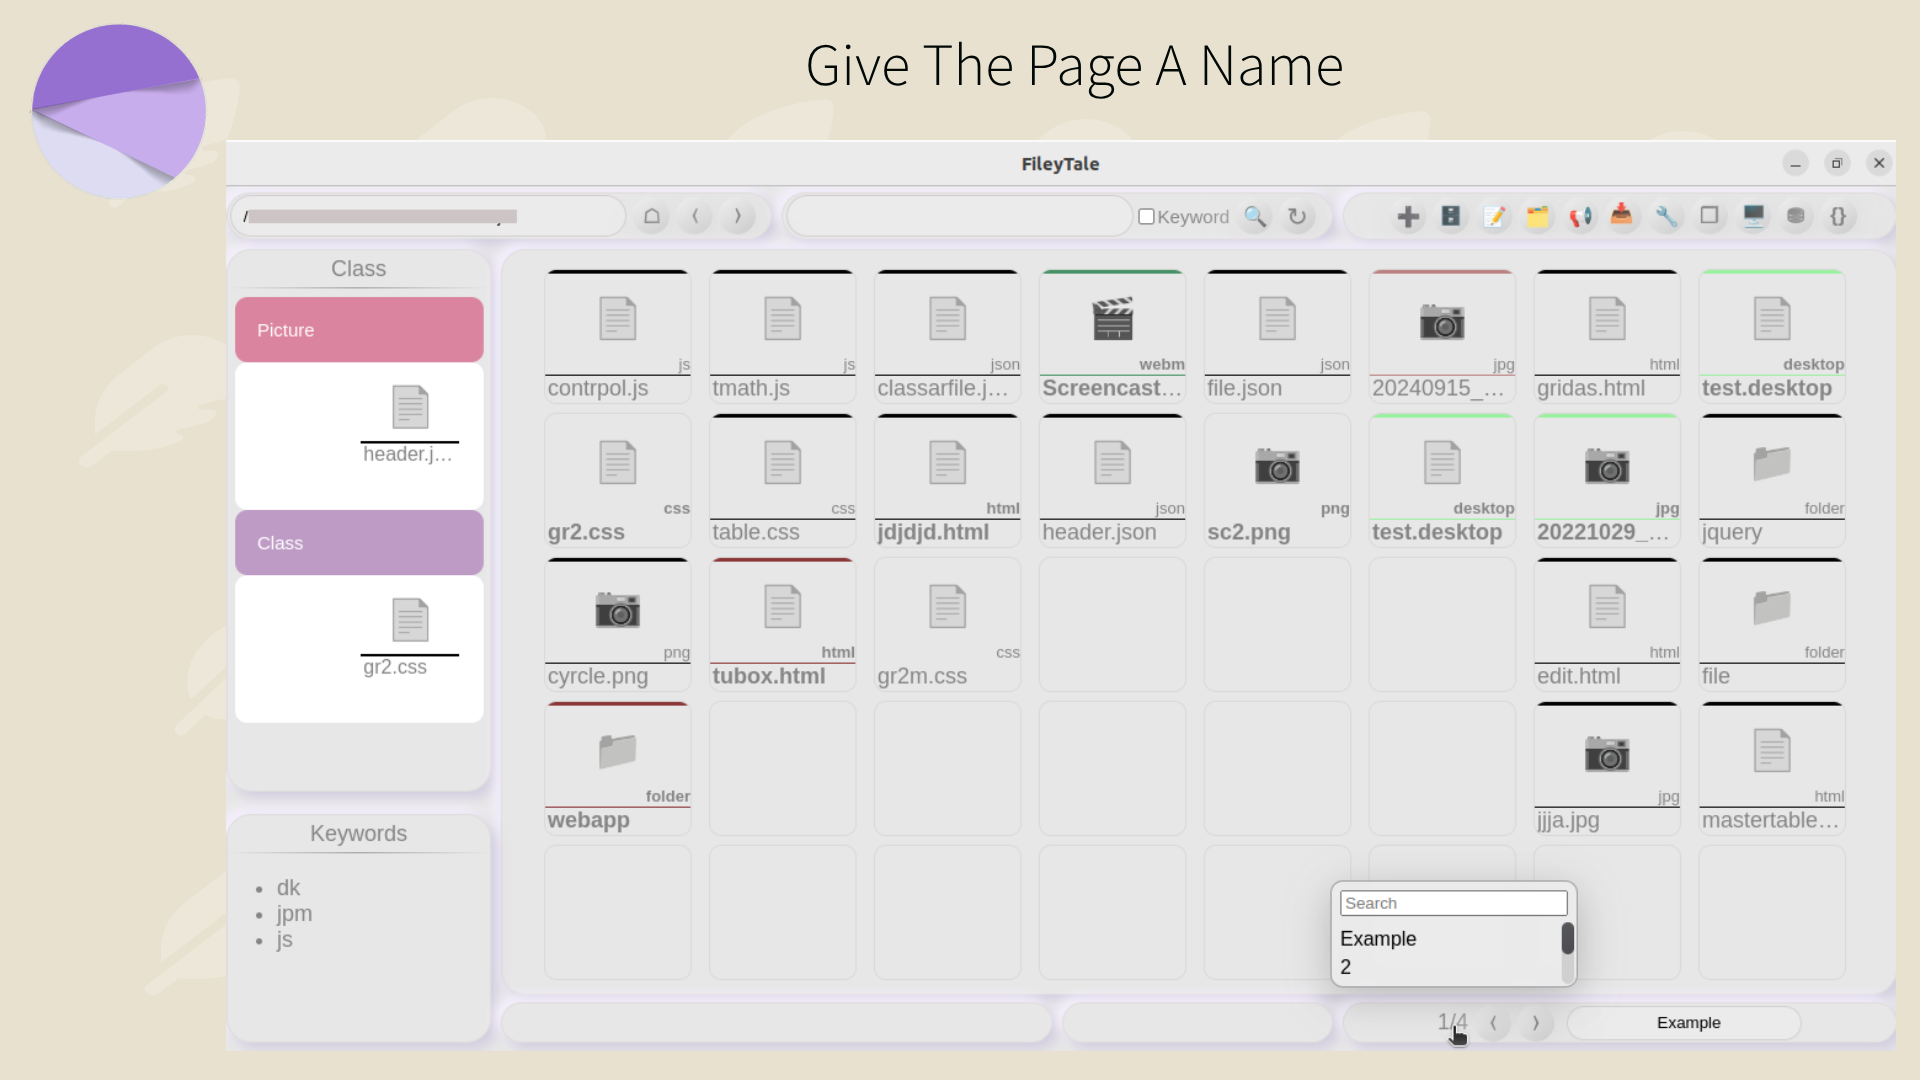 Give The Page A Name
FileyTale
/
Keyword
{}
Class
Picture
header.j...
Class
gr2.css
Keywords
dk
jpm
js
js
js
json
webm
json
jpg
html
desktop
contrpol.js
tmath.js
classarfile.j...
Screencast...
file.json
20240915_...
gridas.html
test.desktop
css
css
html
json
png
desktop
jpg
folder
gr2.css
table.css
jdjdjd.html
header.json
sc2.png
test.desktop
20221029_...
jquery
png
html
css
html
folder
cyrcle.png
tubox.html
gr2m.css
edit.html
file
folder
jpg
html
webapp
jjja.jpg
mastertable...
Search
Example
2
1/4
Example